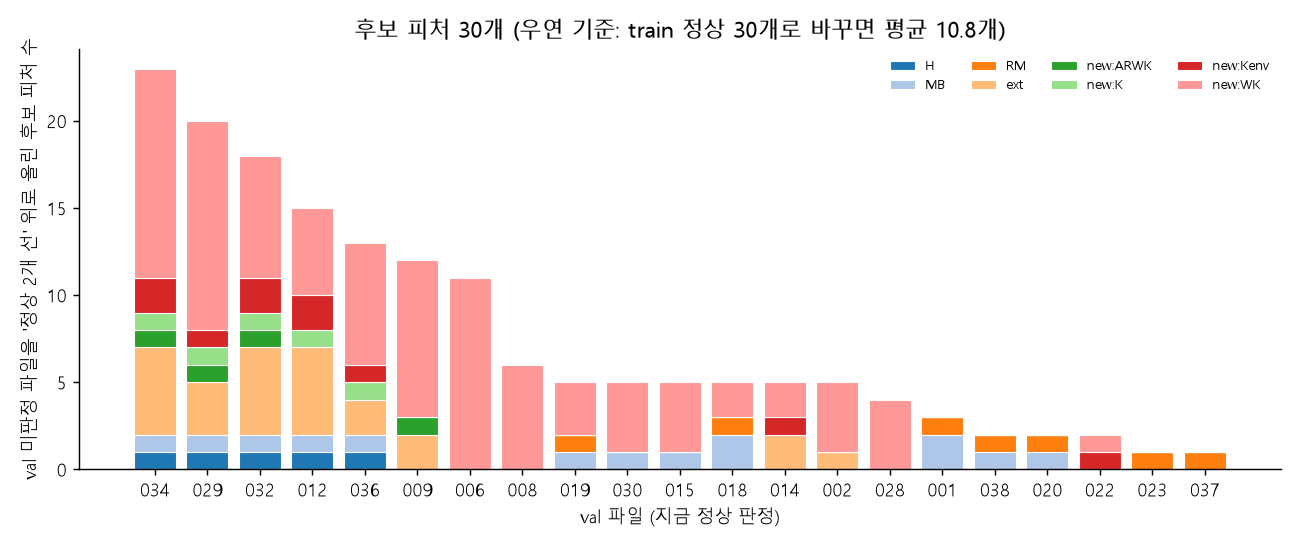 후보 피처 30개 (우연 기준: train 정상 30개로 바꾸면 평균 10.8개)
H
RM
new:ARWK
new:Kenv
MB
ext
new:K
new:WK
val 미판정 파일을 '정상 2개 선' 위로 올린 후보 피처 수
20
15
10
5
0
034 029 032 012 036 009 006 008 019 030 015 018 014 002 028 001 038 020 022 023 037
val 파일 (지금 정상 판정)